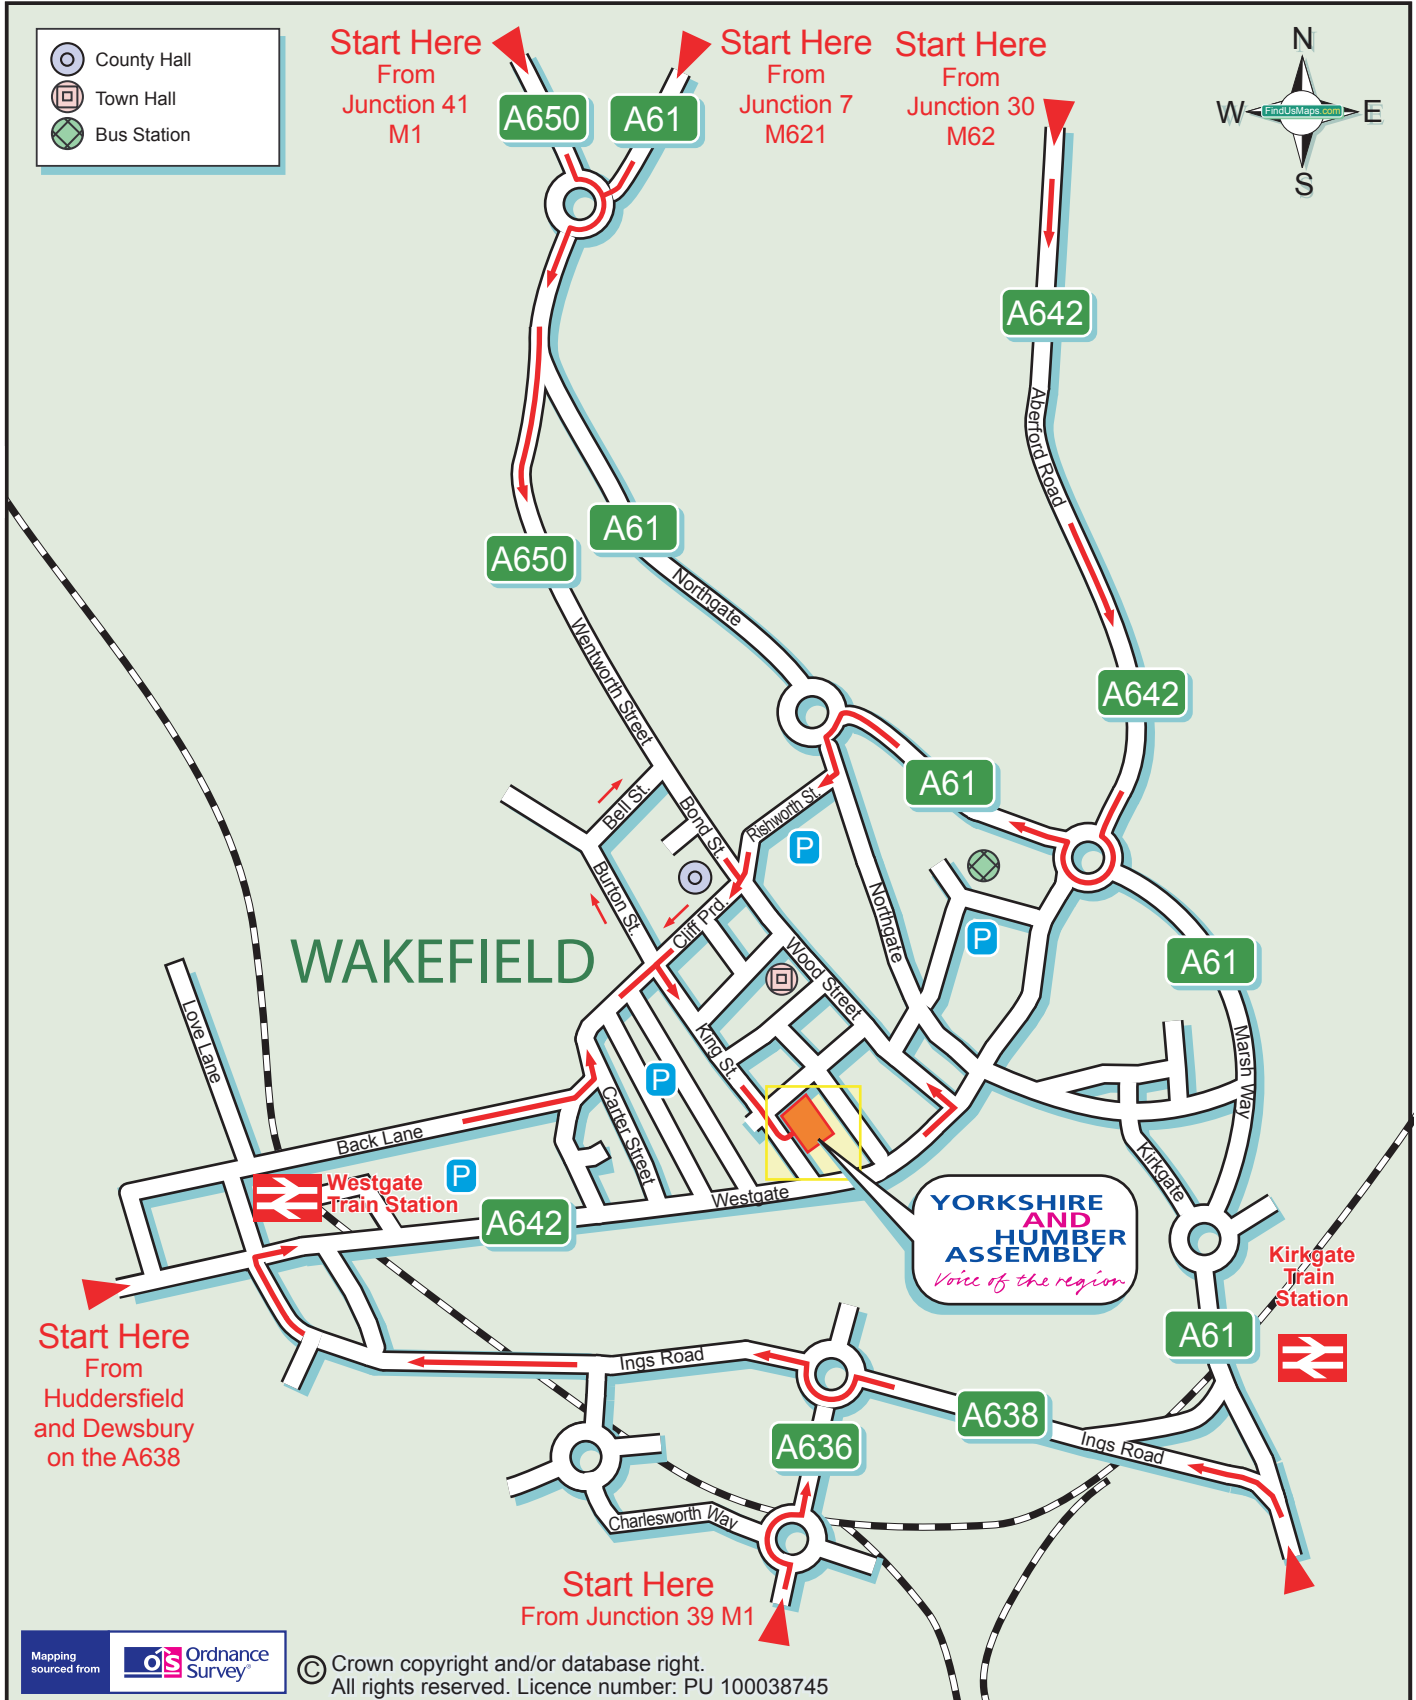 County Hall
Town Hall
Bus Station
Start Here
From
Junction 41
M1
Start Here
From
Junction 7
M621
Start Here
From
Junction 30
M62
N
W
FindUsMaps.com
E
S
A650
A61
A642
Aberford Road
A61
A650
Northgate
Wentworth Street
A642
A61
Bell St.
Bond St.
Rishworth St.
P
Burton St.
Cliff Prd.
Northgate
P
WAKEFIELD
Wood Street
A61
Love Lane
King St.
P
Marsh Way
Carter Street
Back Lane
Kirkgate
Westgate
Train Station
P
Westgate
A642
YORKSHIRE
AND
HUMBER
ASSEMBLY
Voice of the region
Kirkgate
Train
Station
Start Here
From
Huddersfield
and Dewsbury
on the A638
A61
Ings Road
A638
A636
Ings Road
Charlesworth Way
Start Here
From Junction 39 M1
Mapping
sourced from
OS Ordnance
Survey®
© Crown copyright and/or database right.
All rights reserved. Licence number: PU 100038745